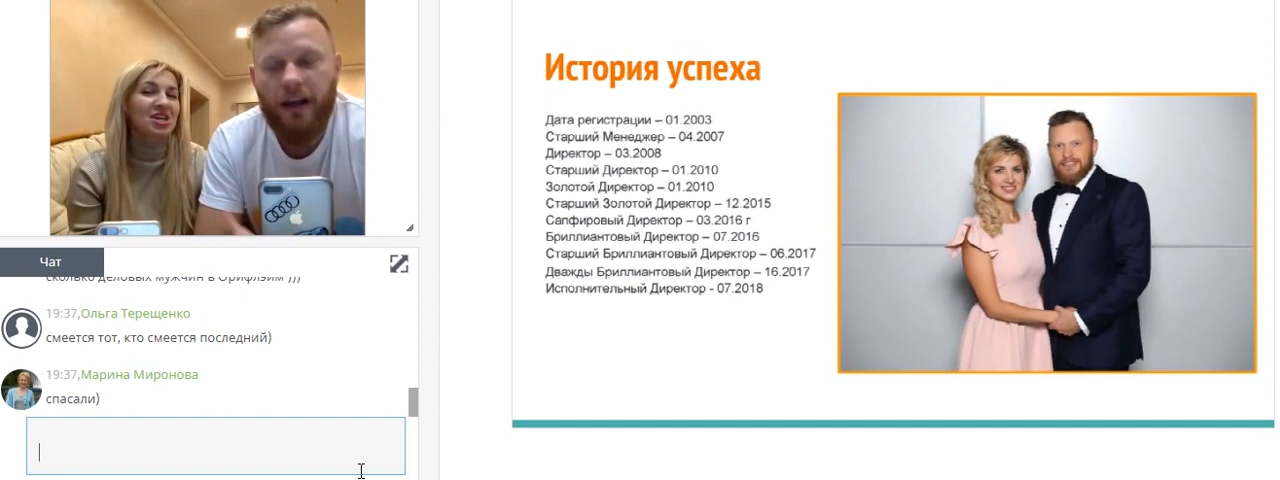 История успеха
Дата регистрации – 01.2003
Старший Менеджер – 04.2007
Директор – 03.2008
Старший Директор – 01.2010
Золотой Директор – 01.2010
Старший Золотой Директор – 12.2015
Сапфировый Директор – 03.2016 г
Бриллиантовый Директор – 07.2016
Старший Бриллиантовый Директор – 06.2017
Дважды Бриллиантовый Директор – 16.2017
Исполнительный Директор - 07.2018
Чат
сколько деловых мужчин в Орифлэйм )))
19:37,Ольга Терещенко
смеется тот, кто смеется последний)
19:37,Марина Миронова
спасали)